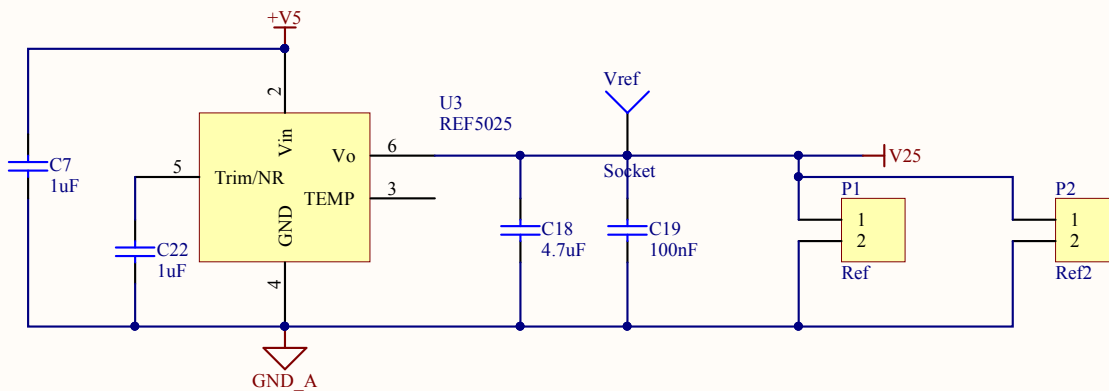 +V5
2
U3
REF5025
Vref
Vin
Vo
6
V25
C7
1uF
5
Trim/NR
TEMP
3
Socket
P1
P2
GND
C22
1uF
C18
4.7uF
C19
100nF
1
2
1
2
Ref
Ref2
4
GND_A